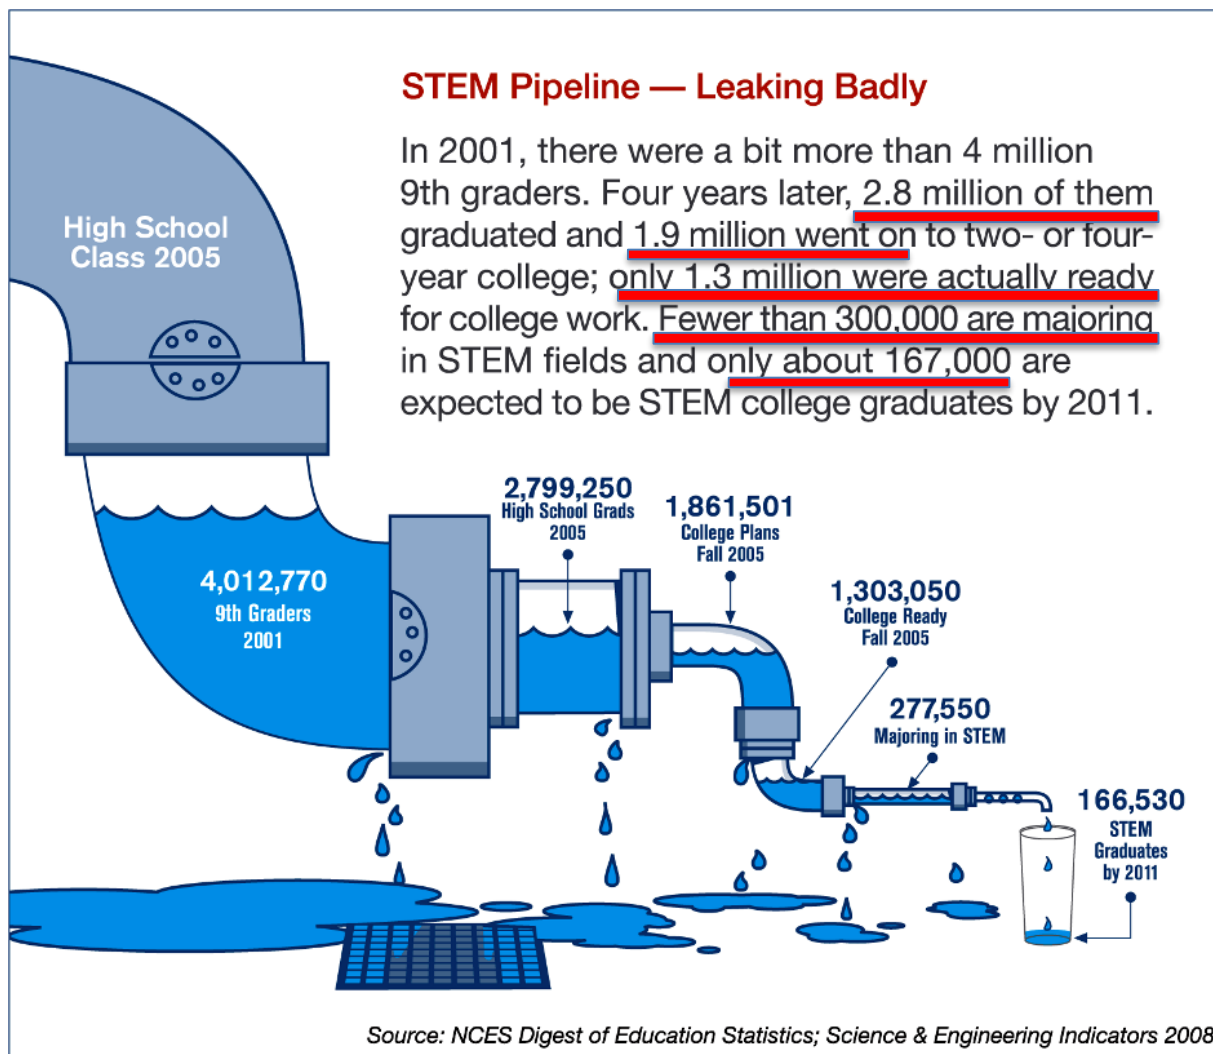 STEM Pipeline — Leaking Badly
In 2001, there were a bit more than 4 million
9th graders. Four years later, 2.8 million of them
graduated and 1.9 million went on to two- or four-
year college; only 1.3 million were actually ready
for college work. Fewer than 300,000 are majoring
in STEM fields and only about 167,000 are
expected to be STEM college graduates by 2011.
High School
Class 2005
4,012,770
9th Graders
2001
2,799,250
High School Grads
2005
1,861,501
College Plans
Fall 2005
1,303,050
College Ready
Fall 2005
277,550
Majoring in STEM
166,530
STEM
Graduates
by 2011
Source: NCES Digest of Education Statistics; Science & Engineering Indicators 2008